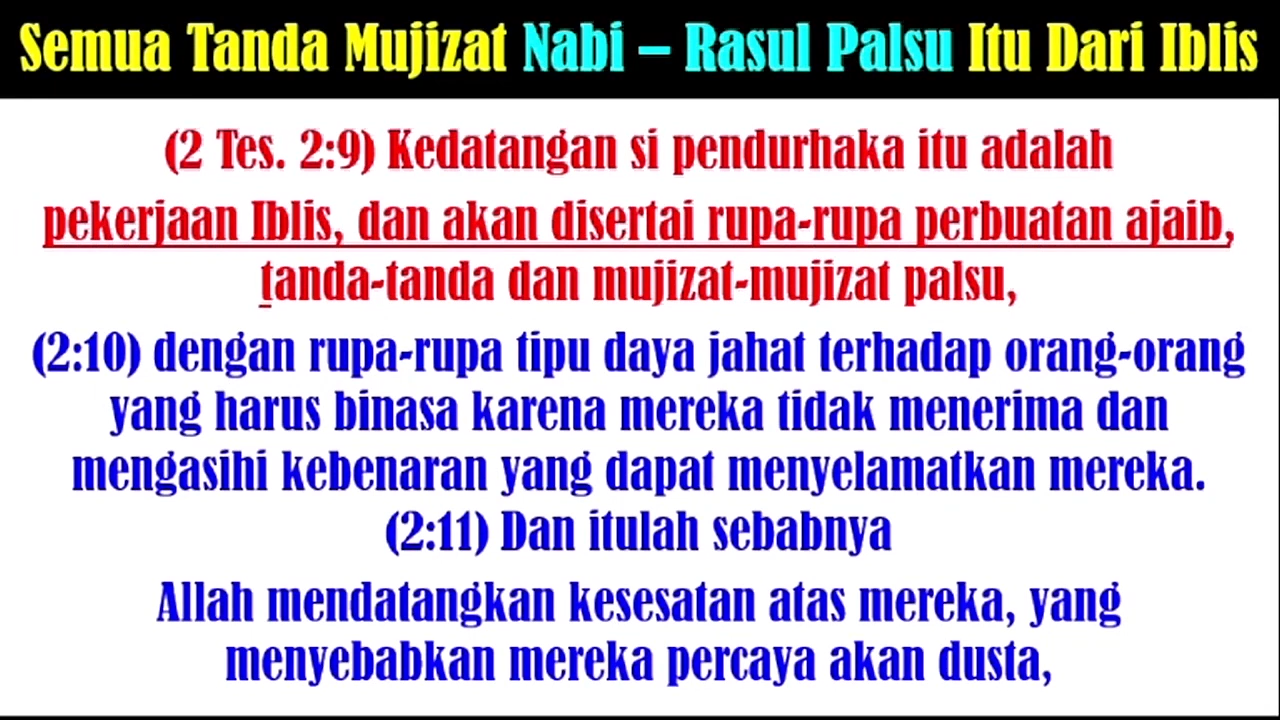 Semua Tanda Mujizat Nabi – Rasul Palsu Itu Dari Iblis
(2 Tes. 2:9) Kedatangan si pendurhaka itu adalah
pekerjaan Iblis, dan akan disertai rupa-rupa perbuatan ajaib,
tanda-tanda dan mujizat-mujizat palsu,
(2:10) dengan rupa-rupa tipu daya jahat terhadap orang-orang
yang harus binasa karena mereka tidak menerima dan
mengasihi kebenaran yang dapat menyelamatkan mereka.
(2:11) Dan itulah sebabnya
Allah mendatangkan kesesatan atas mereka, yang
menyebabkan mereka percaya akan dusta,